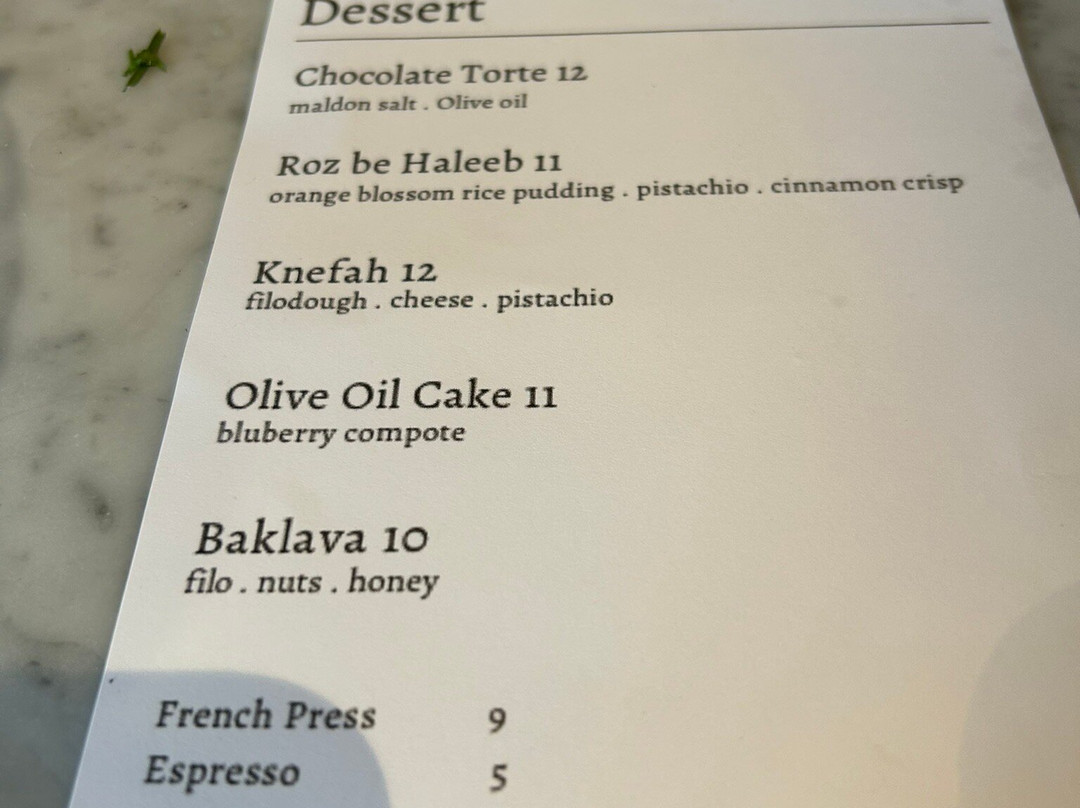 Dessert
Chocolate Torte 12
maldon salt . Olive oil
Roz be Haleeb 11
orange blossom rice pudding . pistachio . cinnamon crisp
Knefah 12
filodough . cheese . pistachio
Olive Oil Cake 11
bluberry compote
Baklava 10
filo . nuts . honey
French Press 9
Espresso 5